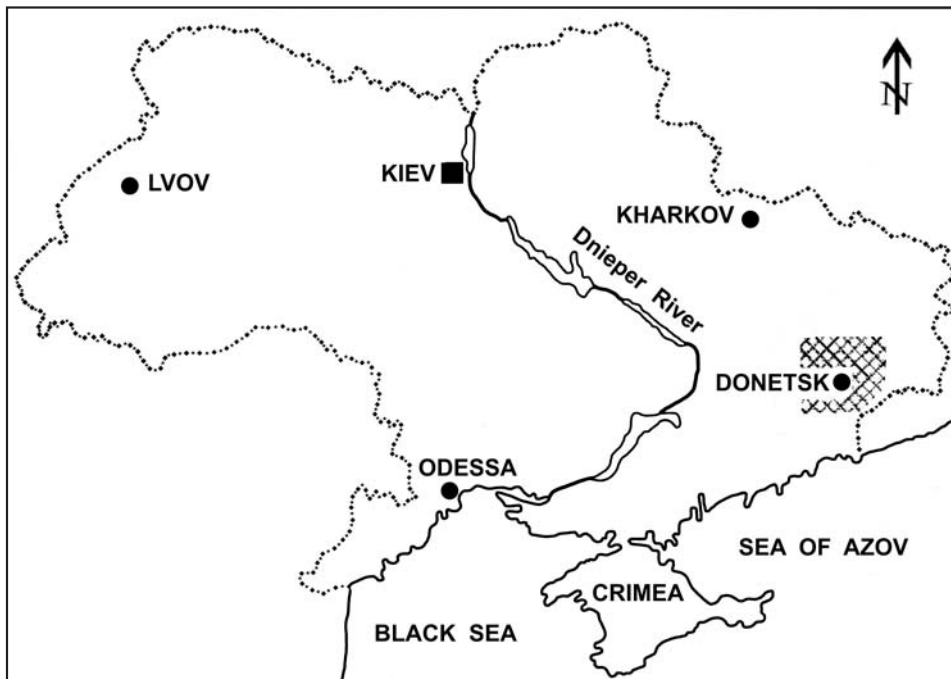 N
LVOV
KIEV
KHARKOV
Dnieper River
DONETSK
ODESSA
SEA OF AZOV
CRIMEA
BLACK SEA